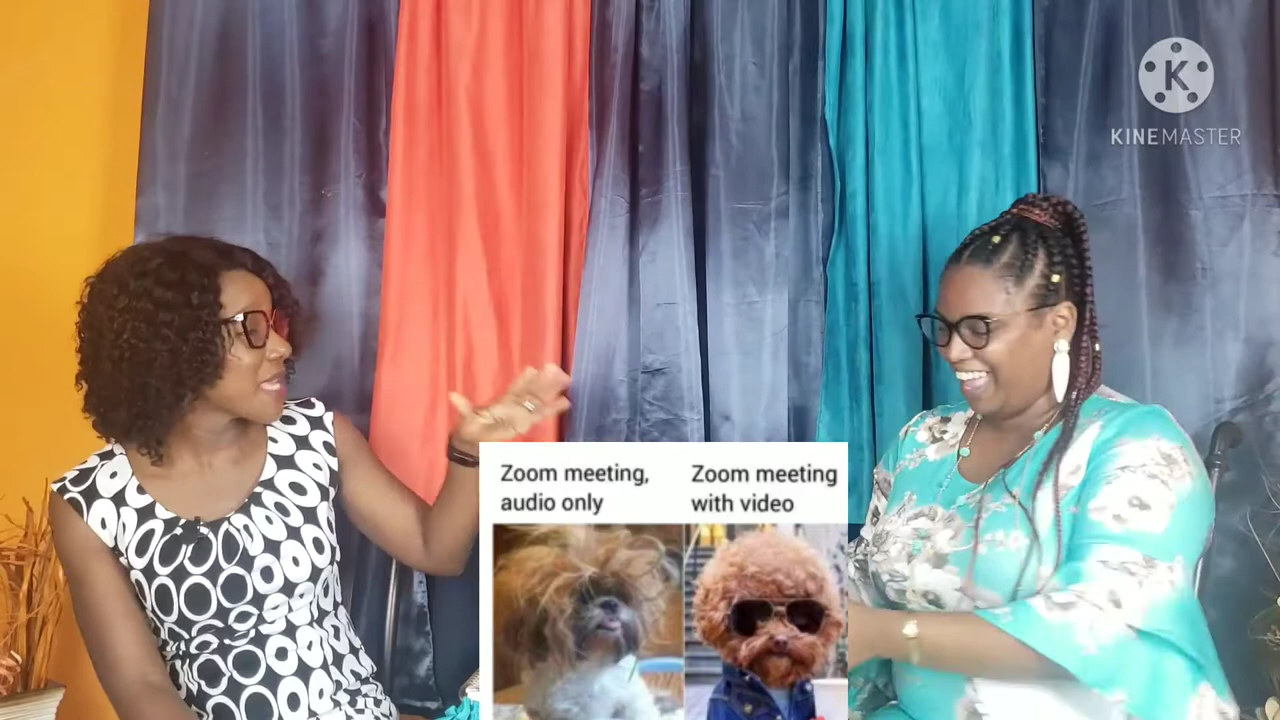 K
KINEMASTER
Zoom meeting,
audio only
Zoom meeting
with video